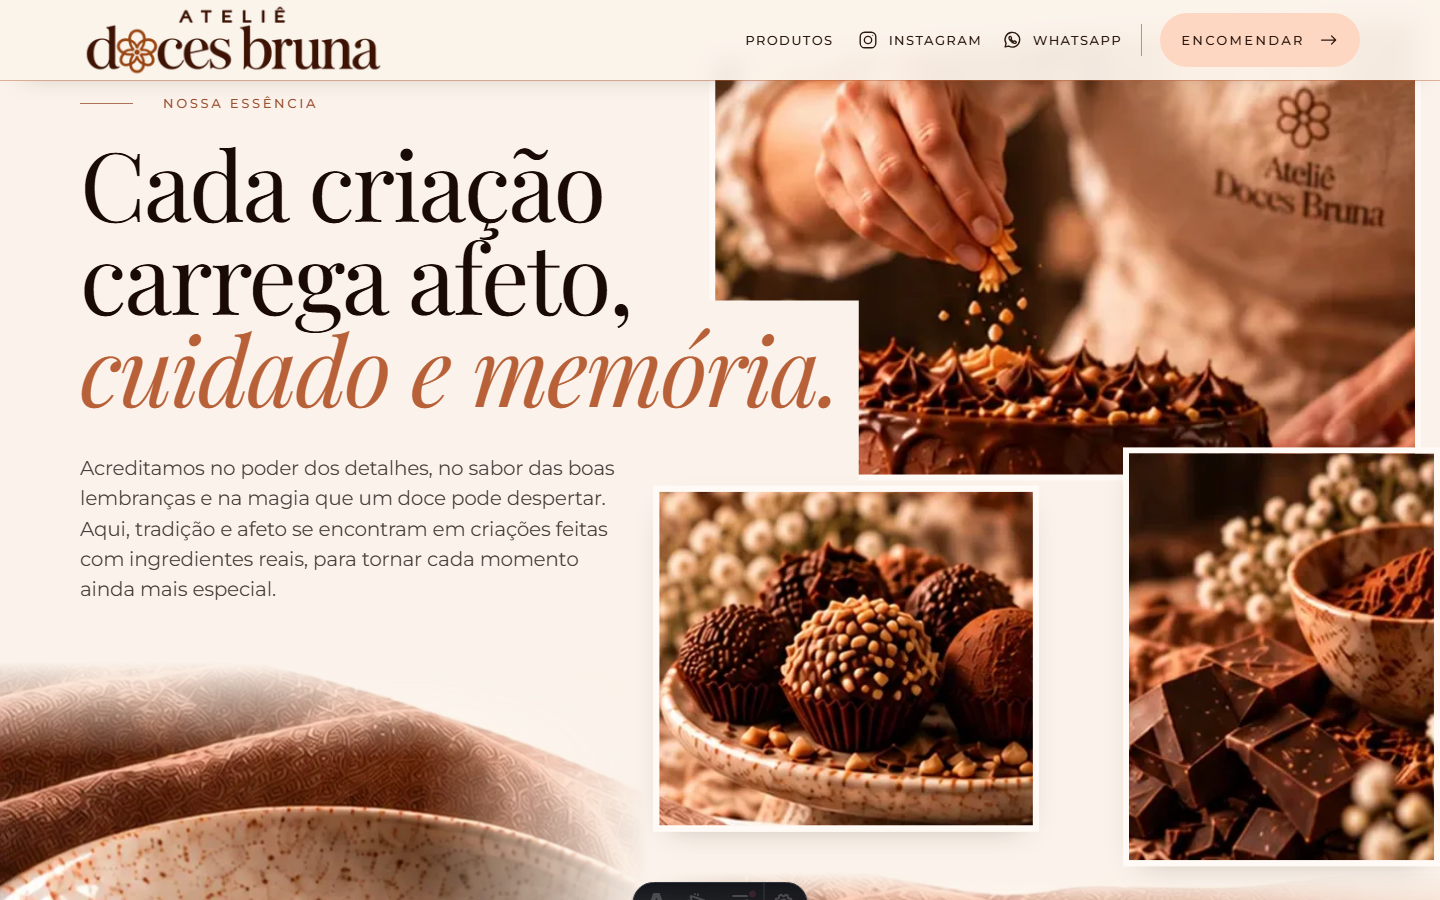 ATELIÊ
doces bruna
PRODUTOS
INSTAGRAM
WHATSAPP
ENCOMENDAR
NOSSA ESSÊNCIA
Cada criação
carrega afeto,
cuidado e memória.
Acreditamos no poder dos detalhes, no sabor das boas
lembranças e na magia que um doce pode despertar.
Aqui, tradição e afeto se encontram em criações feitas
com ingredientes reais, para tornar cada momento
ainda mais especial.
Ateliê
Doces Bruna